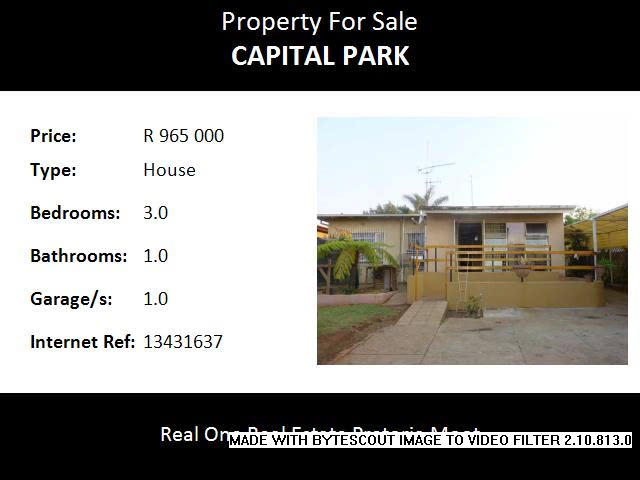 Property For Sale
CAPITAL PARK
Price: R 965 000
Type: House
Bedrooms: 3.0
Bathrooms: 1.0
Garage/s: 1.0
Internet Ref: 13431637
Real One Real Estate Pretoria Moot
MADE WITH BYTESCOUT IMAGE TO VIDEO FILTER 2.10.813.0